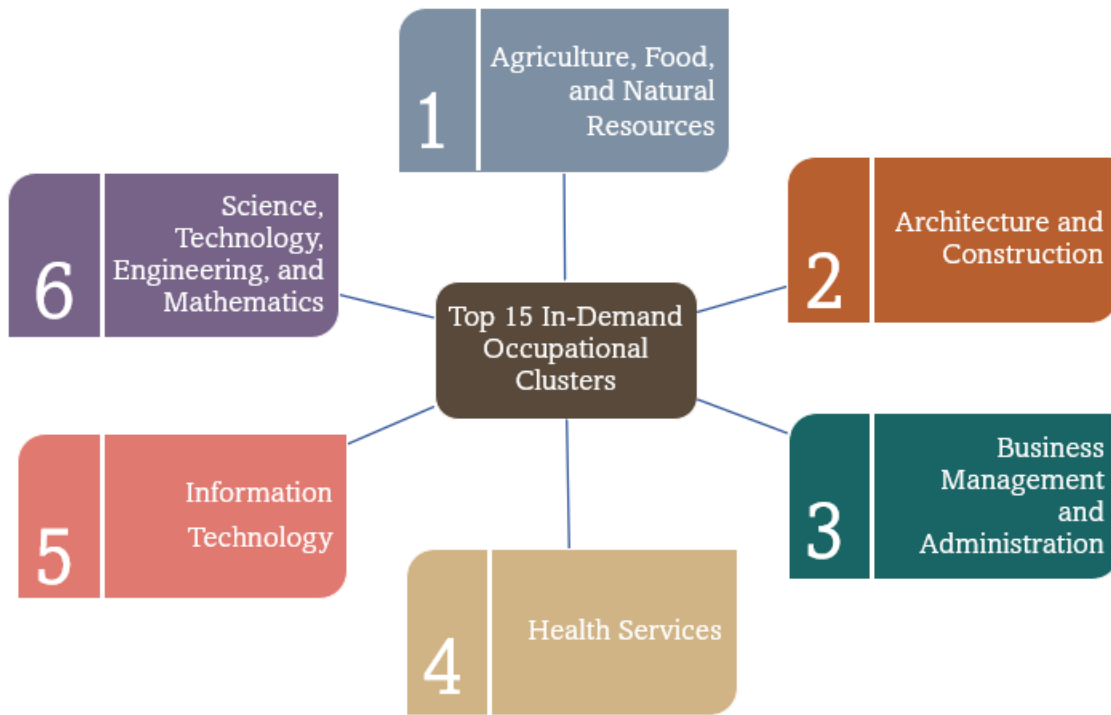 1
Agriculture, Food,
and Natural
Resources
2
Architecture and
Construction
3
Business
Management
and
Administration
4
Health Services
5
Information
Technology
6
Science,
Technology,
Engineering, and
Mathematics
Top 15 In-Demand
Occupational
Clusters